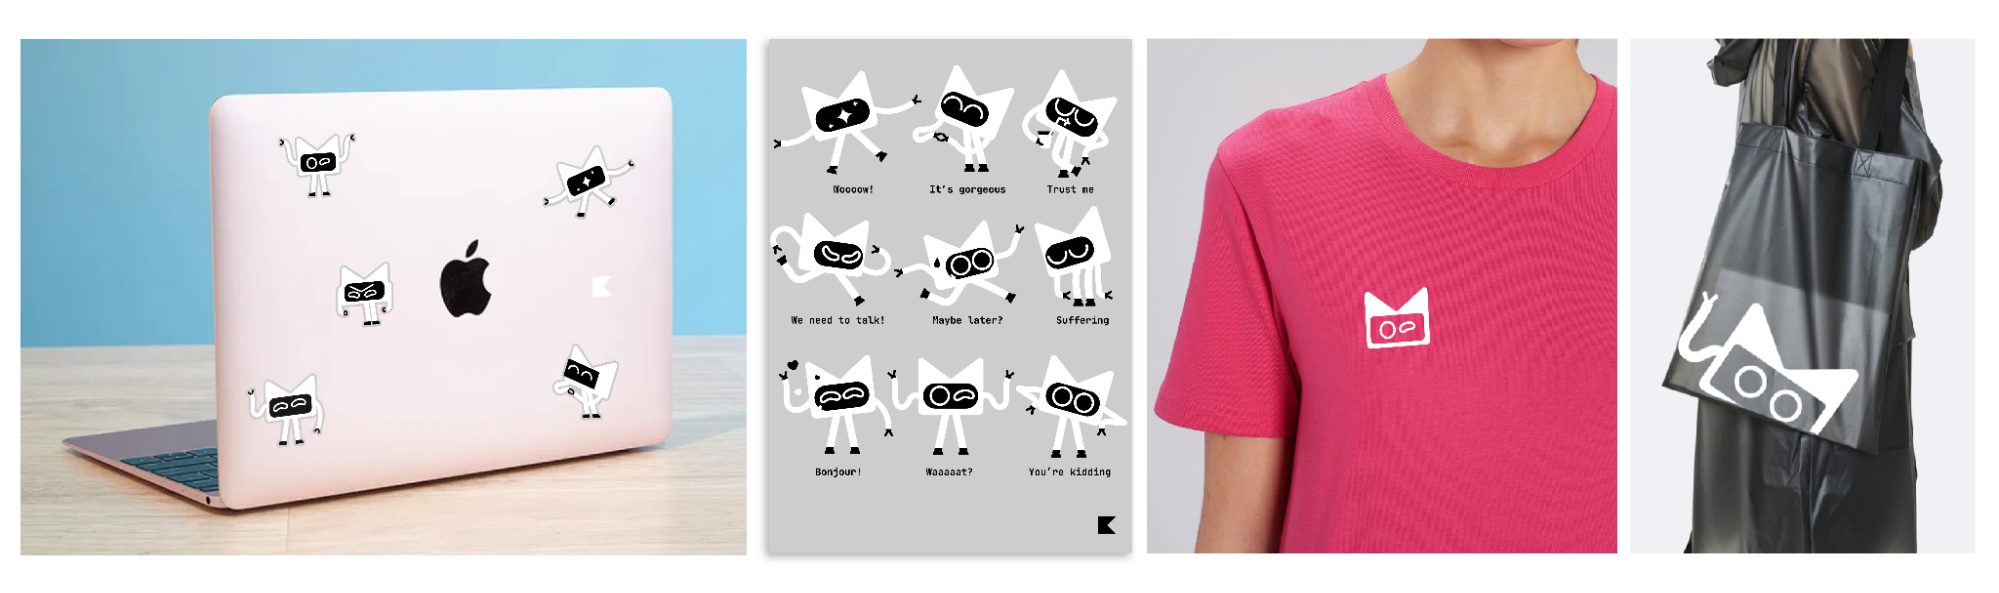 Woooow!
It's gorgeous
Trust me
We need to talk!
Maybe later?
Suffering
Bonjour!
Waaaaat?
You're kidding